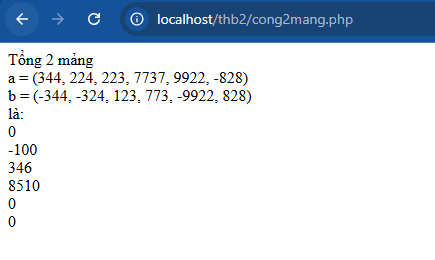 localhost/thb2/cong2mang.php
Tổng 2 mảng
a = (344, 224, 223, 7737, 9922, -828)
b = (-344, -324, 123, 773, -9922, 828)
là:
0
-100
346
8510
0
0